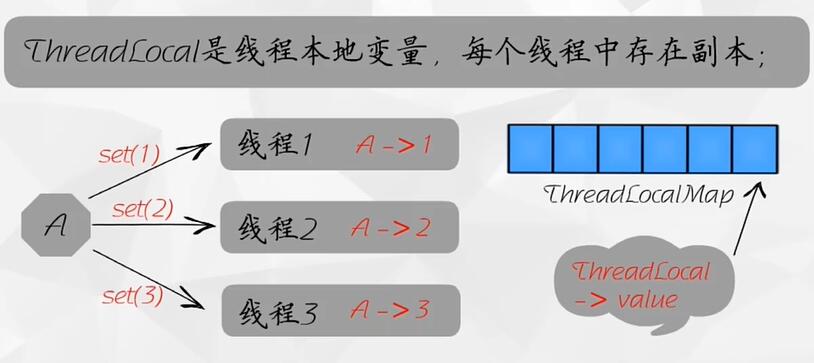 ThreadLocal是线程本地变量，每个线程中存在副本；
set(1)
线程1 A -> 1
set(2)
A
线程2 A -> 2
set(3)
线程3 A -> 3
ThreadLocalMap
ThreadLocal
-> value